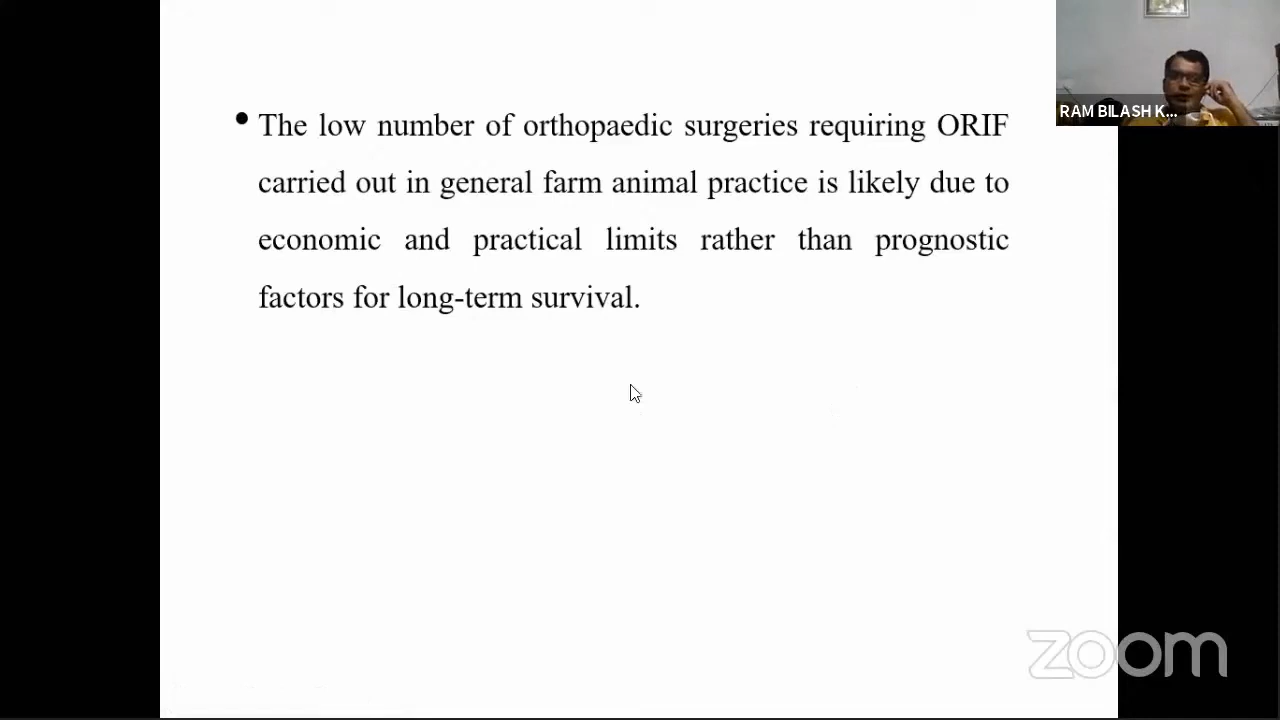 RAM BILASH K...
• The low number of orthopaedic surgeries requiring ORIF
carried out in general farm animal practice is likely due to
economic and practical limits rather than prognostic
factors for long-term survival.
zoom